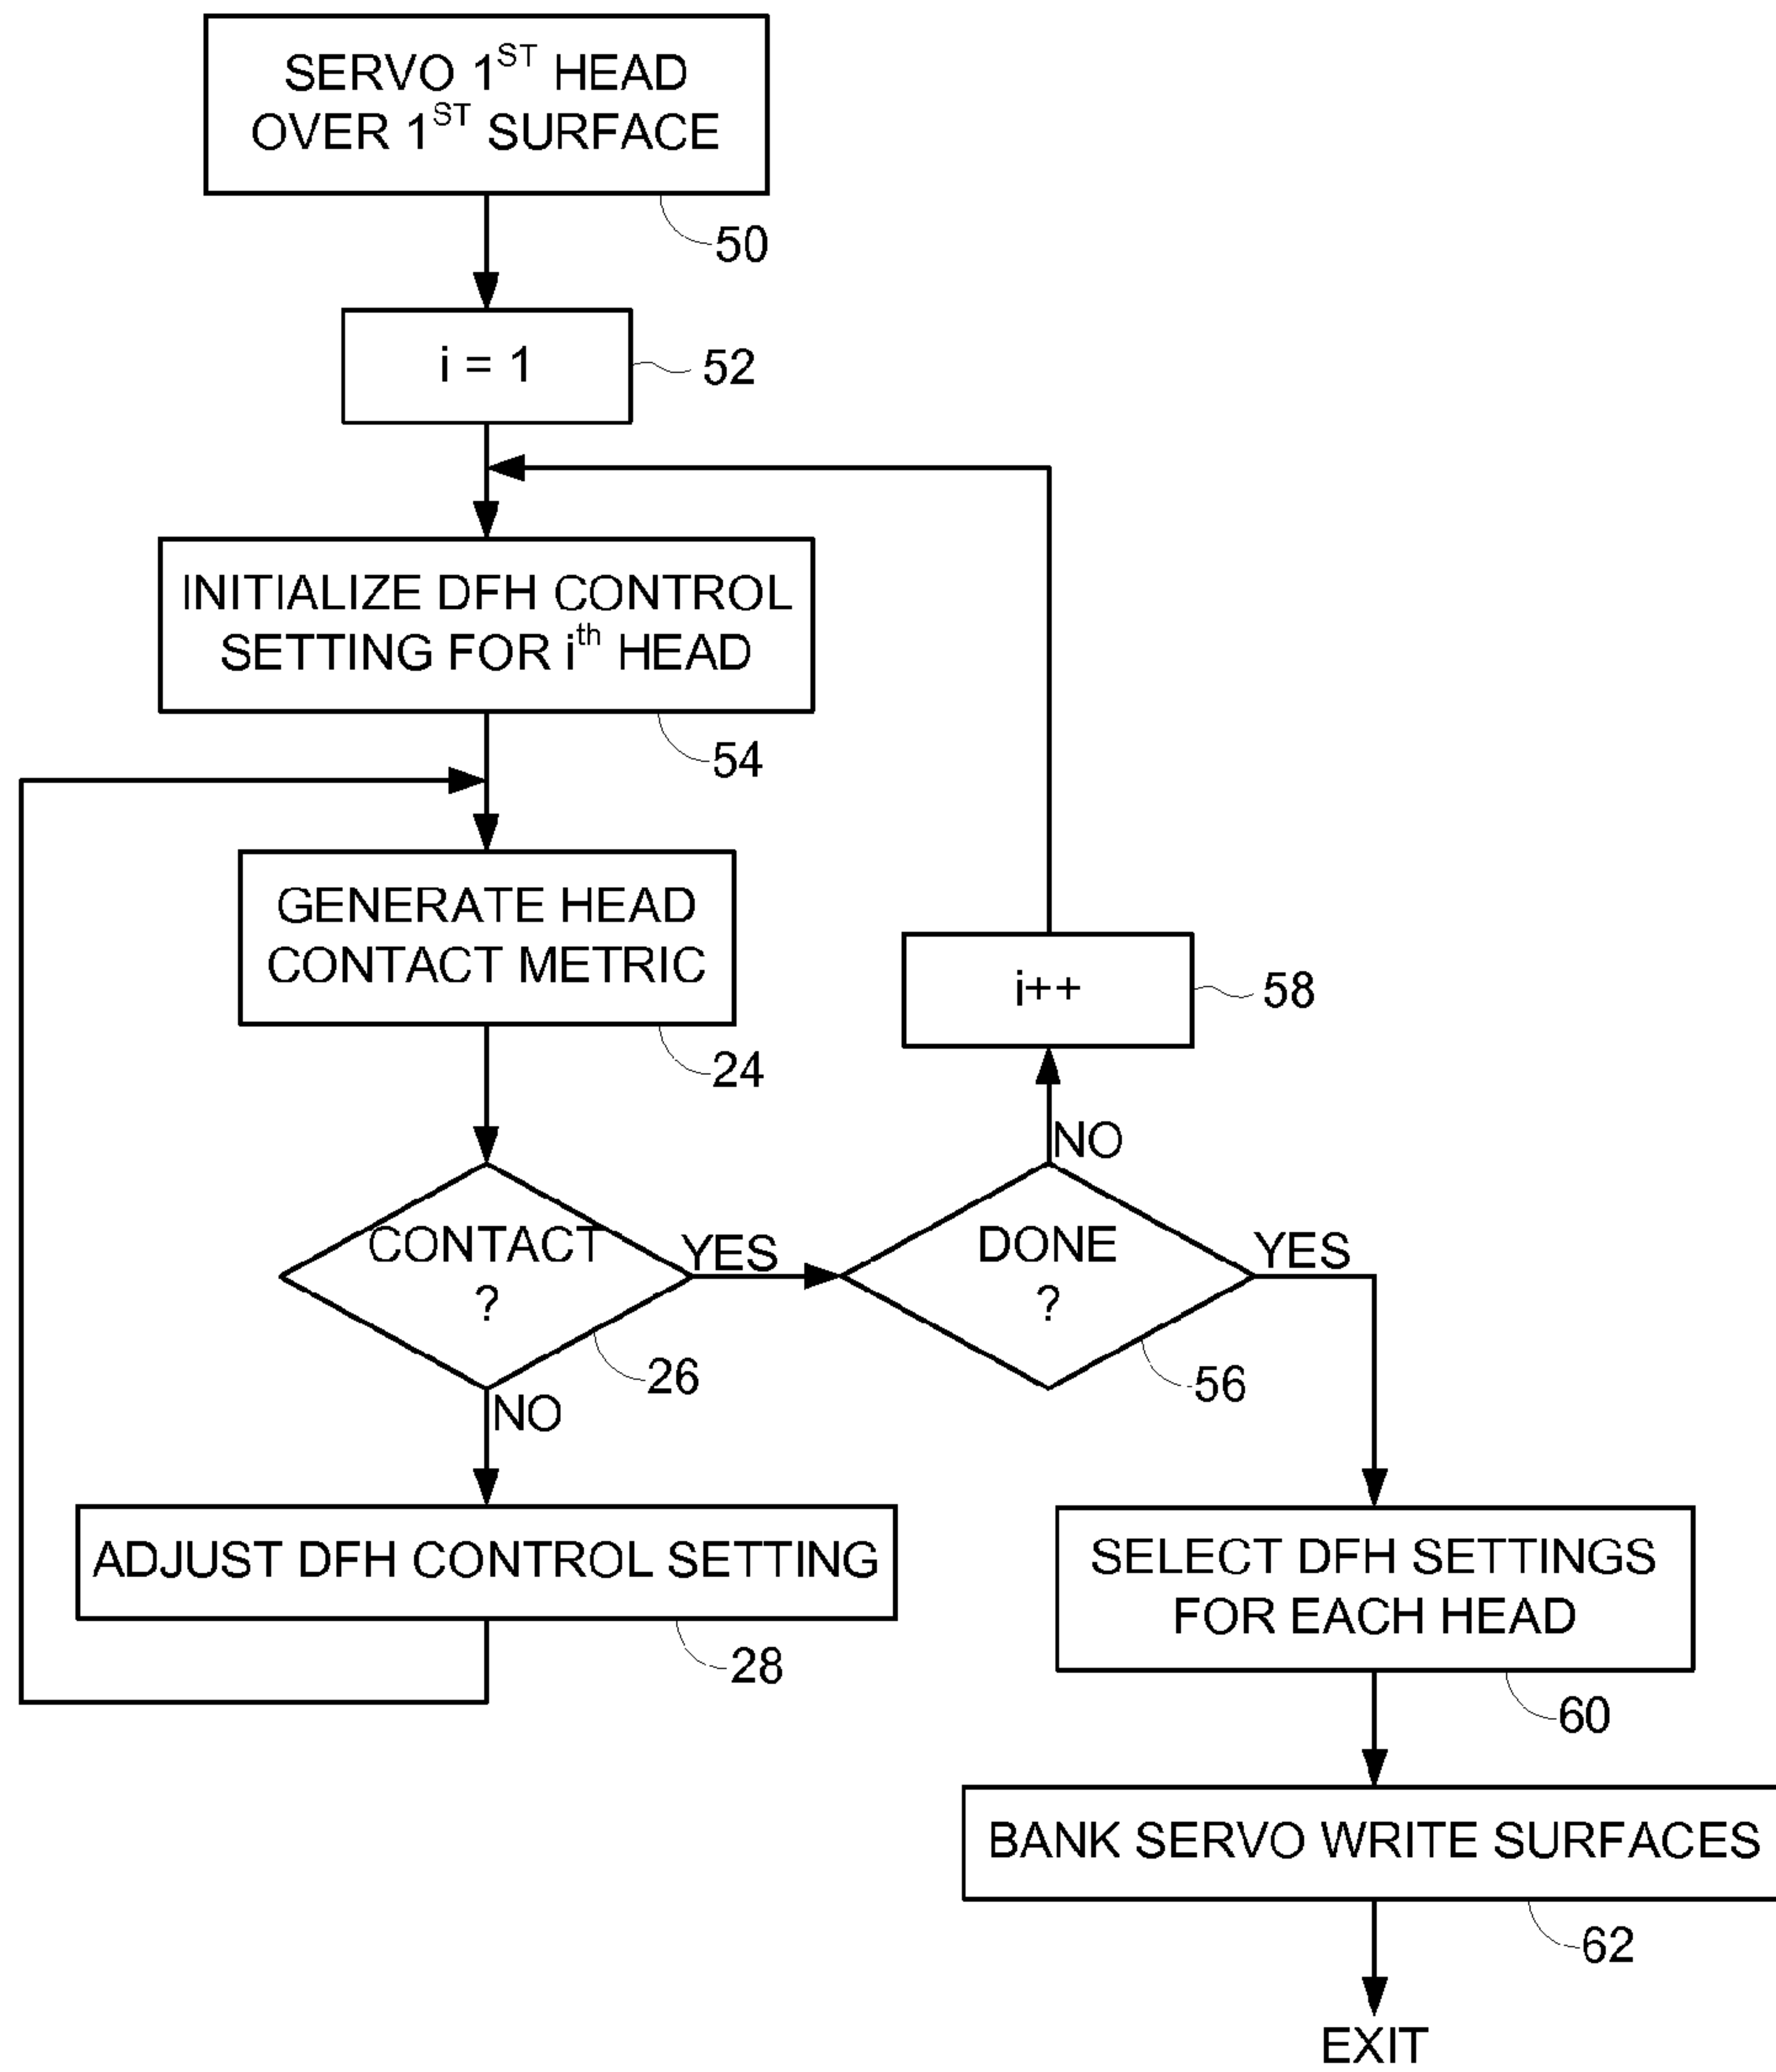 SERVO 1ST HEAD
OVER 1ST SURFACE
50
i = 1
52
INITIALIZE DFH CONTROL
SETTING FOR ith HEAD
54
GENERATE HEAD
CONTACT METRIC
24
i++
58
NO
CONTACT
?
YES
26
DONE
?
YES
56
NO
ADJUST DFH CONTROL SETTING
28
SELECT DFH SETTINGS
FOR EACH HEAD
60
BANK SERVO WRITE SURFACES
62
EXIT